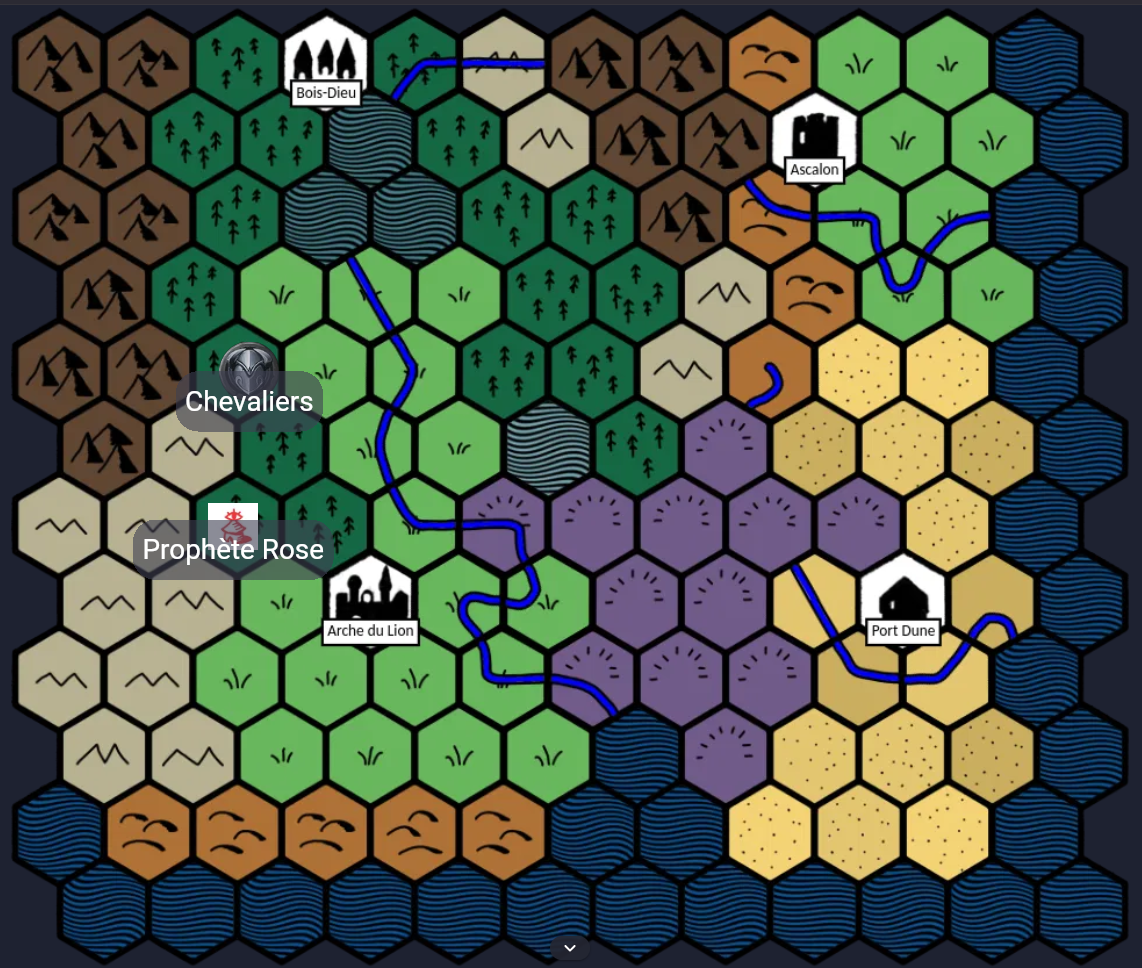 Bois-Dieu
Ascalon
Chevaliers
Prophète Rose
Arche du Lion
Port Dune